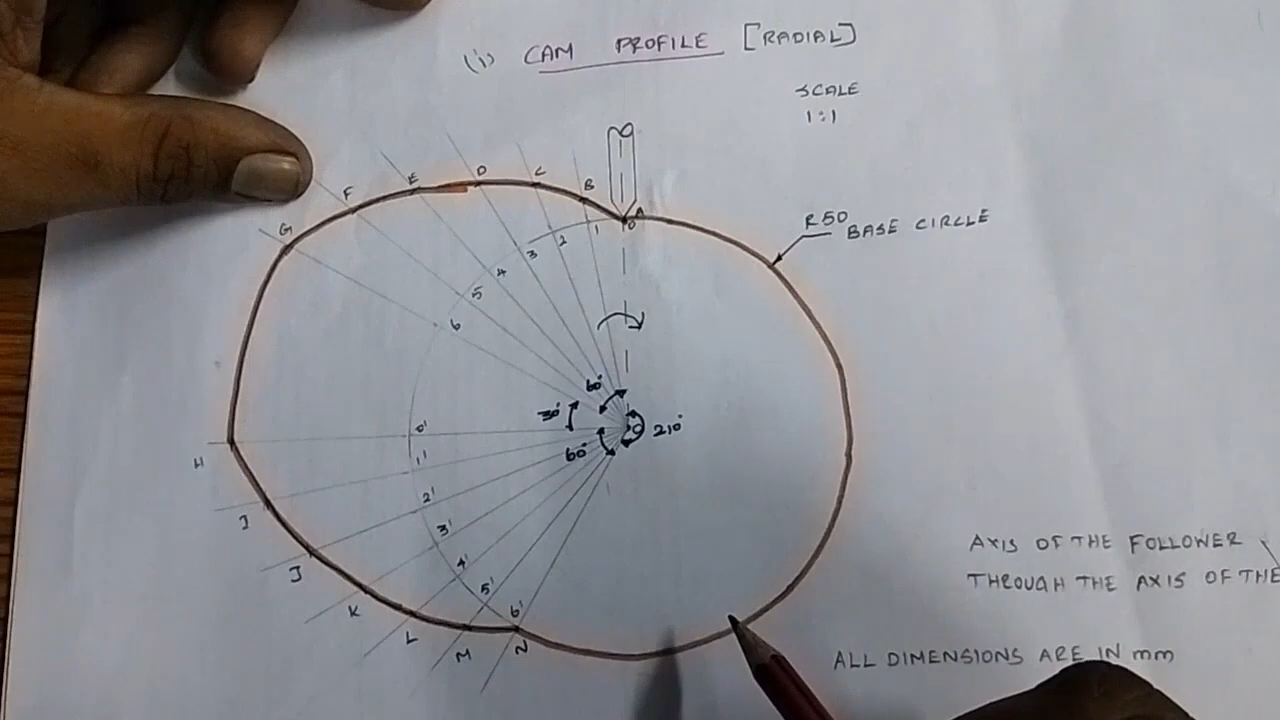 (i) CAM PROFILE [RADIAL]
SCALE
1:1
R50
BASE CIRCLE
G F E D C B A
0
1
2
3
4
5
6
60°
30°
60°
O
210°
0'
1'
2'
3'
4'
5'
6'
H
I
J
K
L
M
N
AXIS OF THE FOLLOWER
THROUGH THE AXIS OF THE
ALL DIMENSIONS ARE IN mm